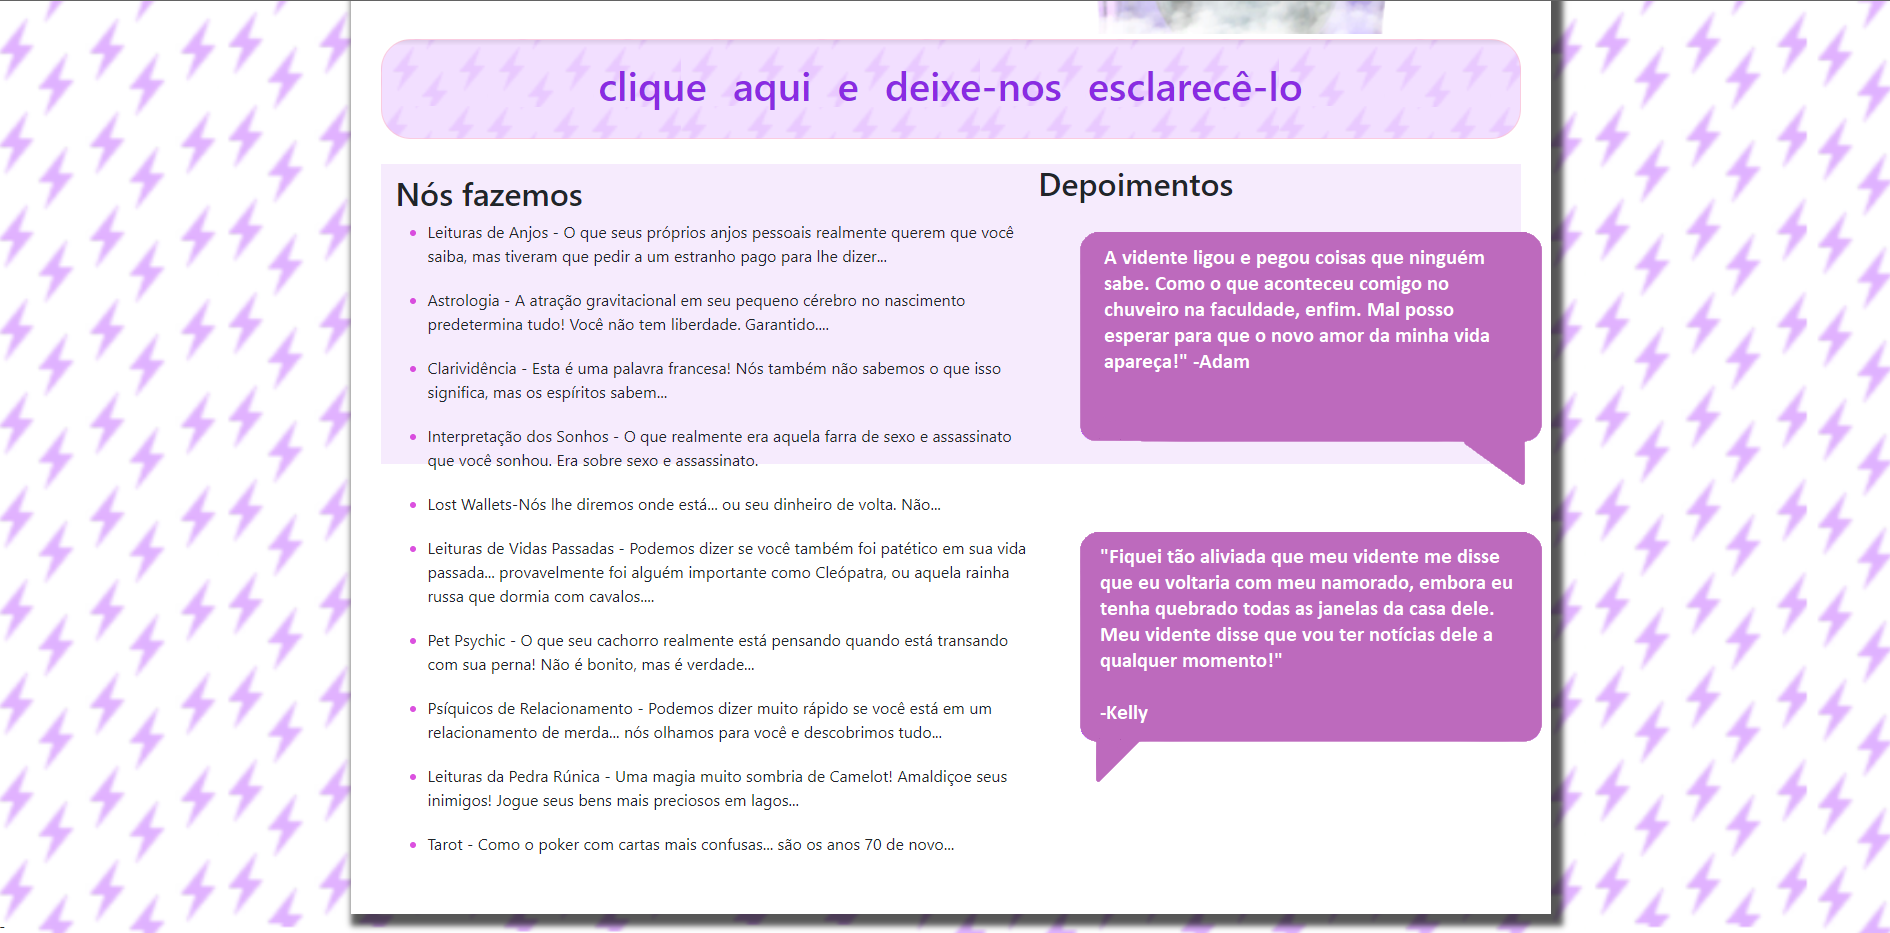 clique aqui e deixe-nos esclarecê-lo
Nós fazemos
Leituras de Anjos - O que seus próprios anjos pessoais realmente querem que você
saiba, mas tiveram que pedir a um estranho pago para lhe dizer...
Astrologia - A atração gravitacional em seu pequeno cérebro no nascimento
predetermina tudo! Você não tem liberdade. Garantido....
Clarividência - Esta é uma palavra francesa! Nós também não sabemos o que isso
significa, mas os espíritos sabem...
Interpretação dos Sonhos - O que realmente era aquela farra de sexo e assassinato
que você sonhou. Era sobre sexo e assassinato.
Lost Wallets-Nós lhe diremos onde está... ou seu dinheiro de volta. Não...
Leituras de Vidas Passadas - Podemos dizer se você também foi patético em sua vida
passada... provavelmente foi alguém importante como Cleópatra, ou aquela rainha
russa que dormia com cavalos....
Pet Psychic - O que seu cachorro realmente está pensando quando está transando
com sua perna! Não é bonito, mas é verdade...
Psíquicos de Relacionamento - Podemos dizer muito rápido se você está em um
relacionamento de merda... nós olhamos para você e descobrimos tudo...
Leituras da Pedra Rúnica - Uma magia muito sombria de Camelot! Amaldiçoe seus
inimigos! Jogue seus bens mais preciosos em lagos...
Tarot - Como o poker com cartas mais confusas... são os anos 70 de novo...
Depoimentos
A vidente ligou e pegou coisas que ninguém
sabe. Como o que aconteceu comigo no
chuveiro na faculdade, enfim. Mal posso
esperar para que o novo amor da minha vida
apareça!" -Adam
"Fiquei tão aliviada que meu vidente me disse
que eu voltaria com meu namorado, embora eu
tenha quebrado todas as janelas da casa dele.
Meu vidente disse que vou ter notícias dele a
qualquer momento!"
-Kelly